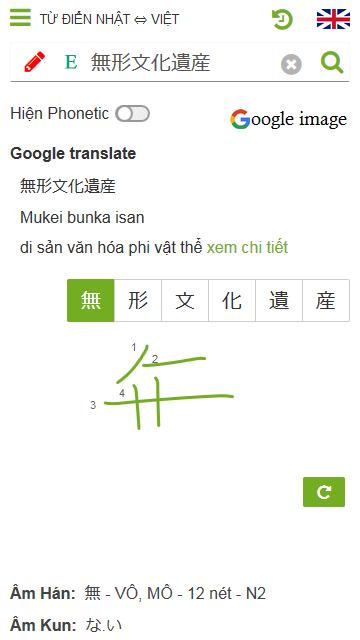 TỪ ĐIỂN NHẬT ⇔ VIỆT
E 無形文化遺産
Hiện Phonetic
Google image
Google translate
無形文化遺産
Mukei bunka isan
di sản văn hóa phi vật thể xem chi tiết
無 形 文 化 遺 産
1
2
4
3
Âm Hán: 無 - VÔ, MÔ - 12 nét - N2
Âm Kun: な.い